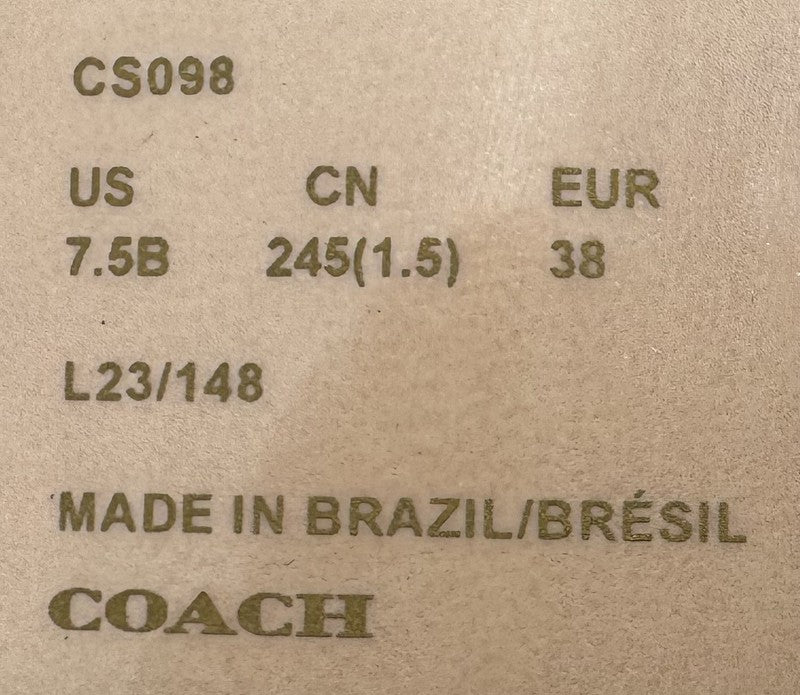 CS098
US CN EUR
7.5B 245(1.5) 38
L23/148
MADE IN BRAZIL/BRÉSIL
COACH